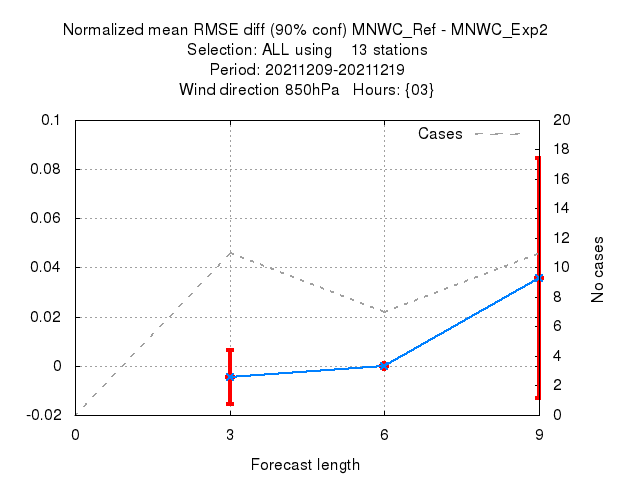 Normalized mean RMSE diff (90% conf) MNWC_Ref - MNWC_Exp2
Selection: ALL using    13 stations
Period: 20211209-20211219
Wind direction 850hPa   Hours: {03}
Cases
0.1
0.08
0.06
0.04
0.02
0
-0.02
20
18
16
14
12
10
8
6
4
2
0
No cases
0 3 6 9
Forecast length